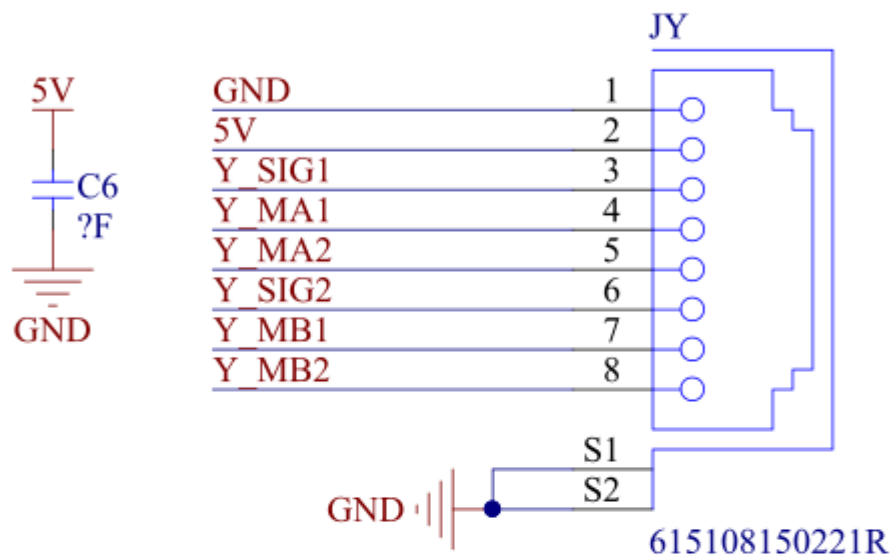 JY
5V
C6
?F
GND
GND 1
5V 2
Y_SIG1 3
Y_MA1 4
Y_MA2 5
Y_SIG2 6
Y_MB1 7
Y_MB2 8
S1
S2
GND
615108150221R